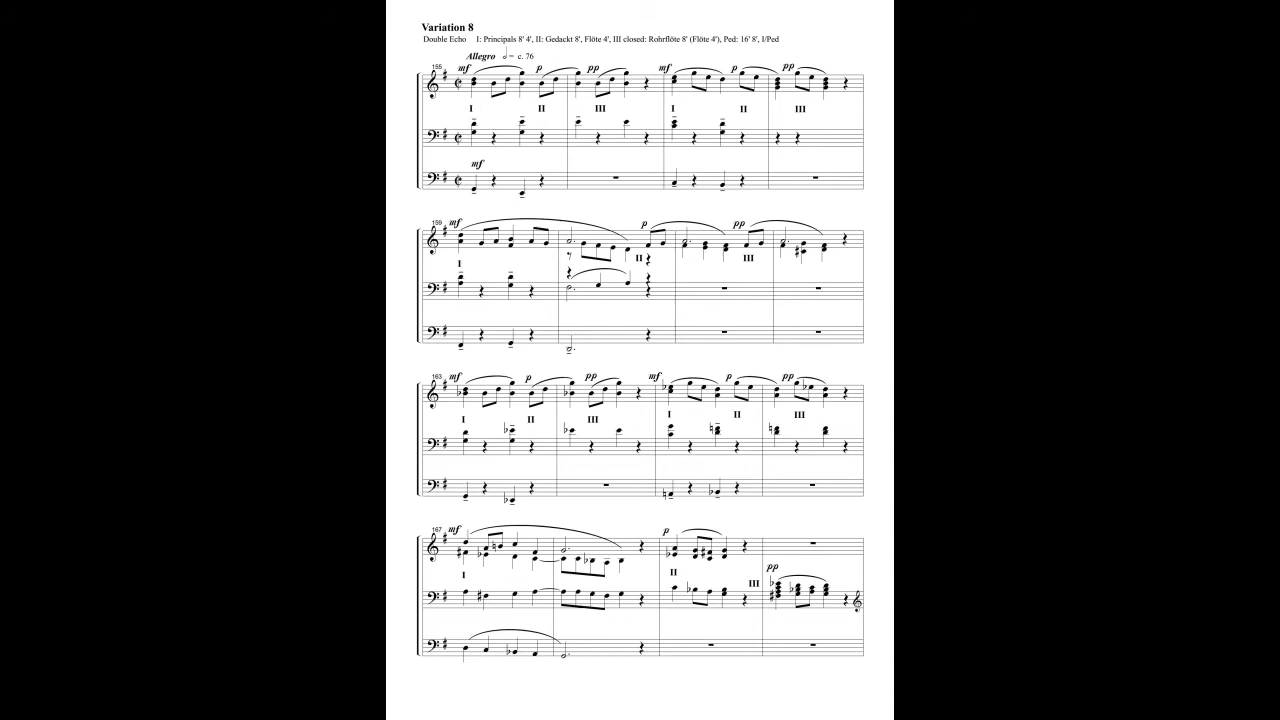 Variation 8
Double Echo I: Principals 8' 4', II: Gedackt 8', Flöte 4', III closed: Rohrflöte 8' (Flöte 4'), Ped: 16' 8', I/Ped
Allegro = c. 76
155 mf p pp mf p pp
I II III I II III
mf
159 mf p pp
I II III
163 mf p pp mf p pp
I II III I II III
167 mf p
I II III pp